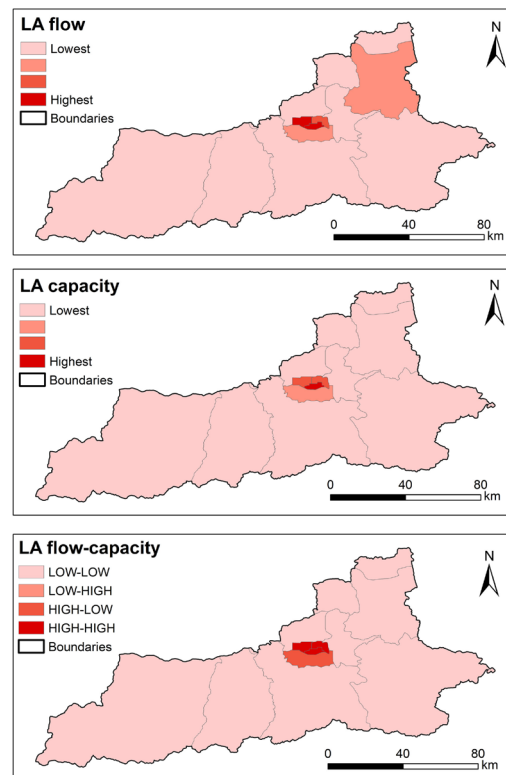 LA flow
Lowest
Highest
Boundaries
N
0 40 80
km
LA capacity
Lowest
Highest
Boundaries
N
0 40 80
km
LA flow-capacity
LOW-LOW
LOW-HIGH
HIGH-LOW
HIGH-HIGH
Boundaries
N
0 40 80
km